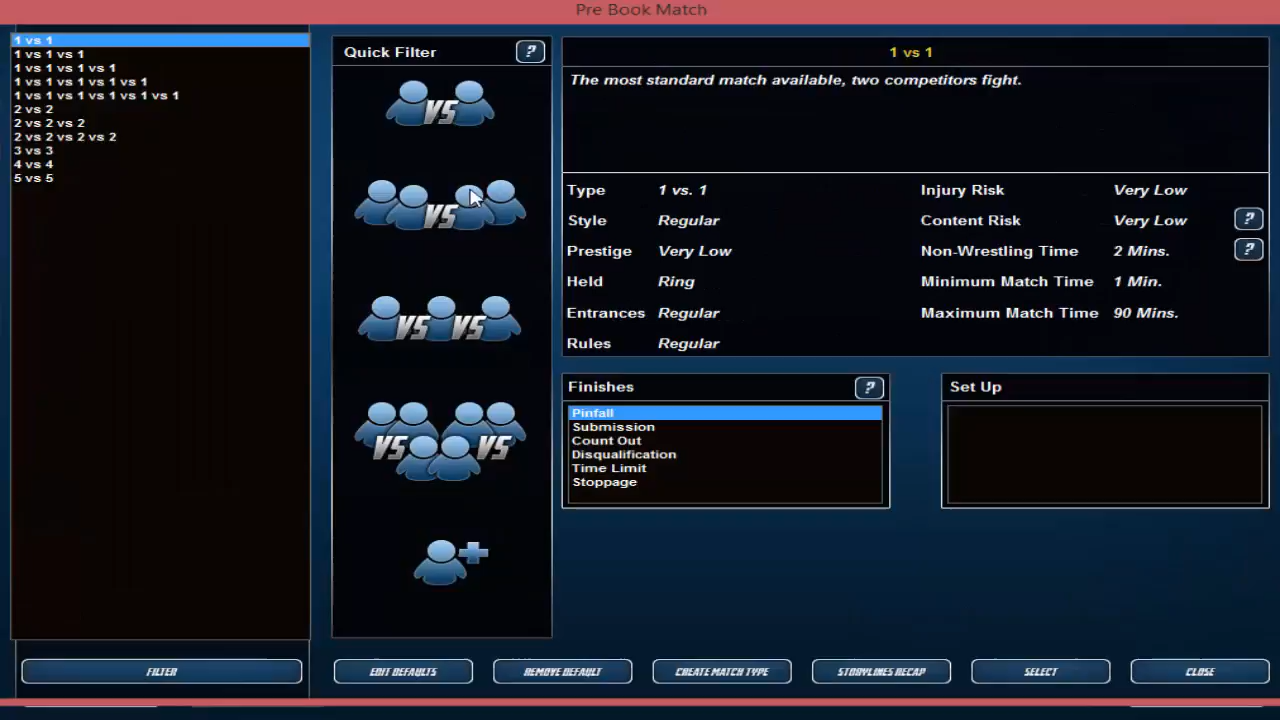 Pre Book Match
1 vs 1
1 vs 1 vs 1
1 vs 1 vs 1 vs 1
1 vs 1 vs 1 vs 1 vs 1
1 vs 1 vs 1 vs 1 vs 1 vs 1
2 vs 2
2 vs 2 vs 2
2 vs 2 vs 2 vs 2
3 vs 3
4 vs 4
5 vs 5
FILTER
Quick Filter ?
VS
VS
VS VS
VS VS
1 vs 1
The most standard match available, two competitors fight.
Type 1 vs. 1
Style Regular
Prestige Very Low
Held Ring
Entrances Regular
Rules Regular
Injury Risk Very Low
Content Risk Very Low ?
Non-Wrestling Time 2 Mins. ?
Minimum Match Time 1 Min.
Maximum Match Time 90 Mins.
Finishes ?
Pinfall
Submission
Count Out
Disqualification
Time Limit
Stoppage
Set Up
EDIT DEFAULTS
REMOVE DEFAULT
CREATE MATCH TYPE
STORYLINES RECAP
SELECT
CLOSE